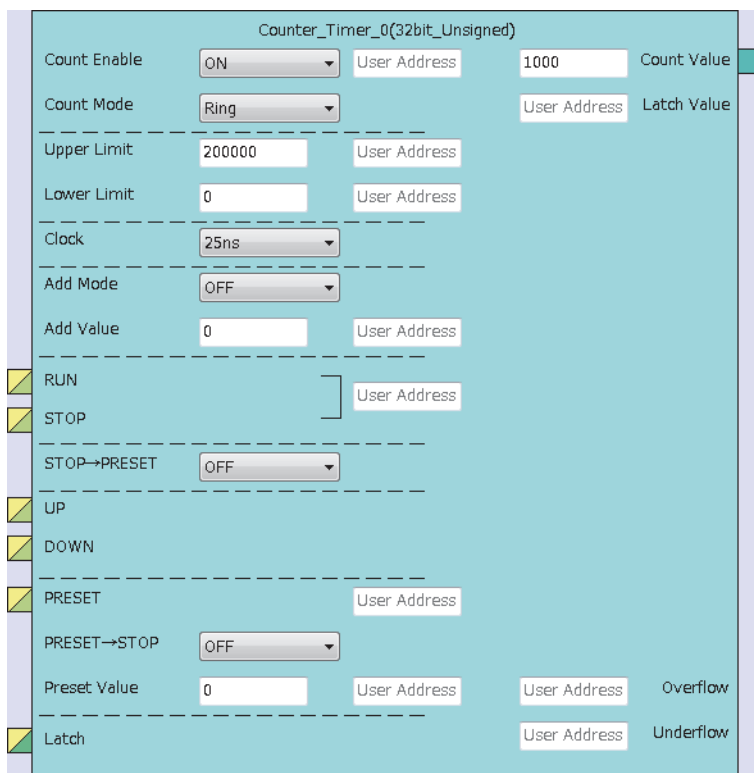 Counter_Timer_0(32bit_Unsigned)
Count Enable ON User Address 1000 Count Value
Count Mode Ring User Address Latch Value
Upper Limit 200000 User Address
Lower Limit 0 User Address
Clock 25ns
Add Mode OFF
Add Value 0 User Address
RUN
User Address
STOP
STOP→PRESET OFF
UP
DOWN
PRESET User Address
PRESET→STOP OFF
Preset Value 0 User Address User Address Overflow
Latch User Address Underflow